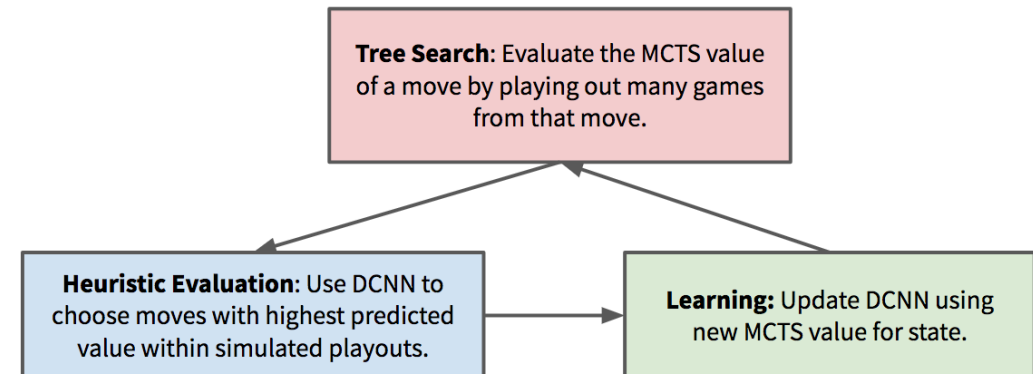 Tree Search: Evaluate the MCTS value
of a move by playing out many games
from that move.
Heuristic Evaluation: Use DCNN to
choose moves with highest predicted
value within simulated playouts.
Learning: Update DCNN using
new MCTS value for state.